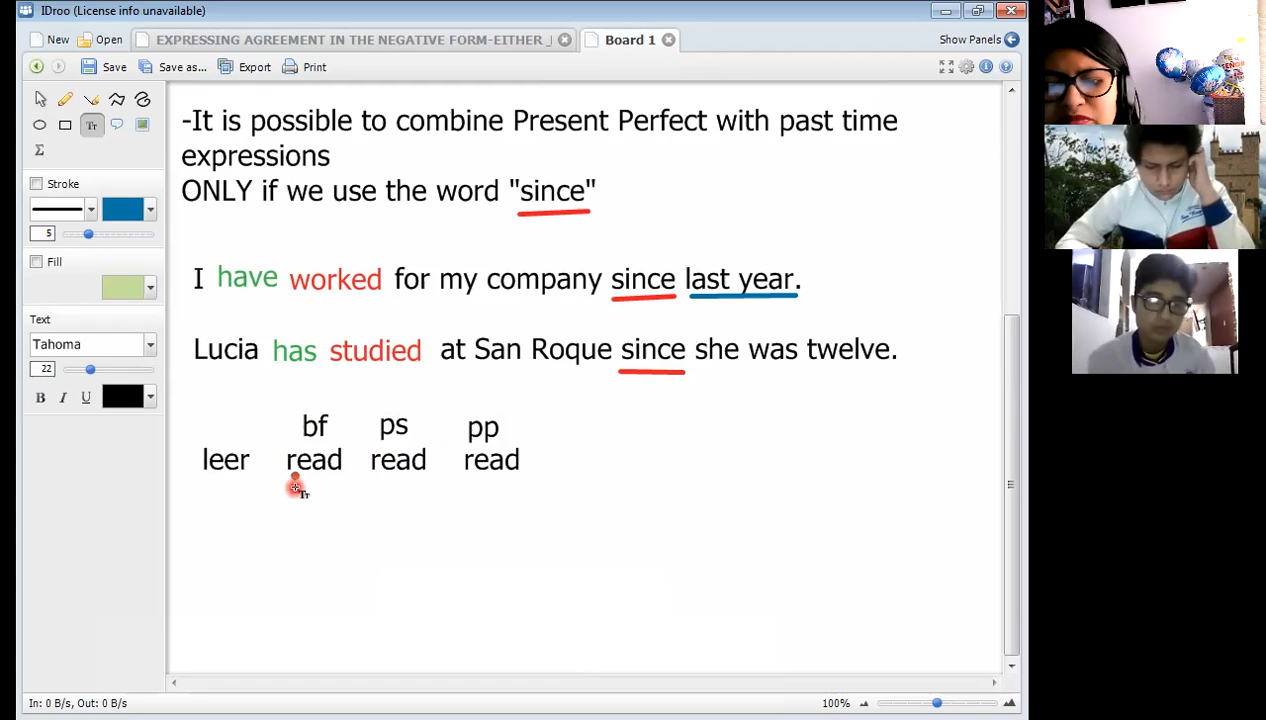 IDroo (License info unavailable)
New Open EXPRESSING AGREEMENT IN THE NEGATIVE FORM-EITHER _ Board 1 Show Panels
Save Save as... Export Print
-It is possible to combine Present Perfect with past time
expressions
ONLY if we use the word "since"
I have worked for my company since last year.
Lucia has studied at San Roque since she was twelve.
bf ps pp
leer read read read
Tr
Tr
Σ
Stroke
5
Fill
Text
Tahoma
22
B I U
In: 0 B/s, Out: 0 B/s
100%